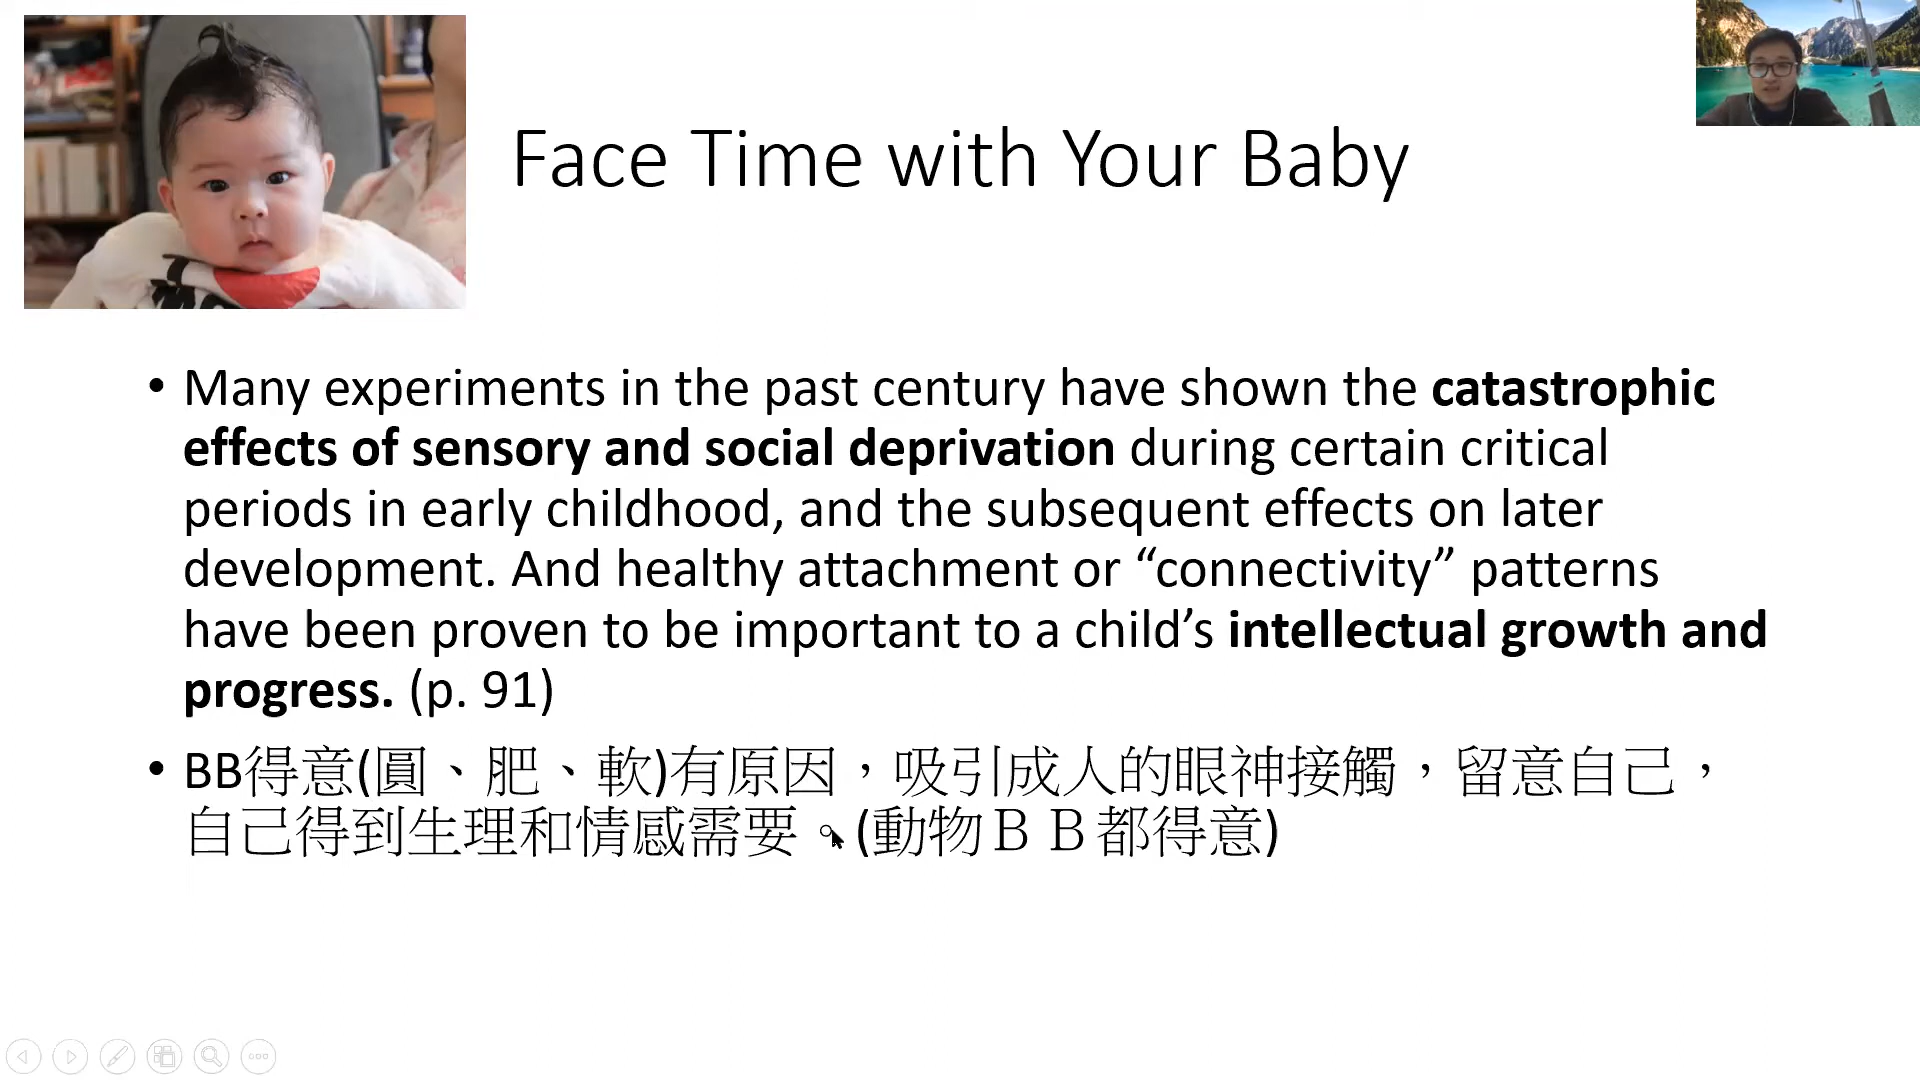 Face Time with Your Baby
• Many experiments in the past century have shown the catastrophic
effects of sensory and social deprivation during certain critical
periods in early childhood, and the subsequent effects on later
development. And healthy attachment or “connectivity” patterns
have been proven to be important to a child’s intellectual growth and
progress. (p. 91)
• BB得意(圓、肥、軟)有原因，吸引成人的眼神接觸，留意自己，
自己得到生理和情感需要。(動物ＢＢ都得意)